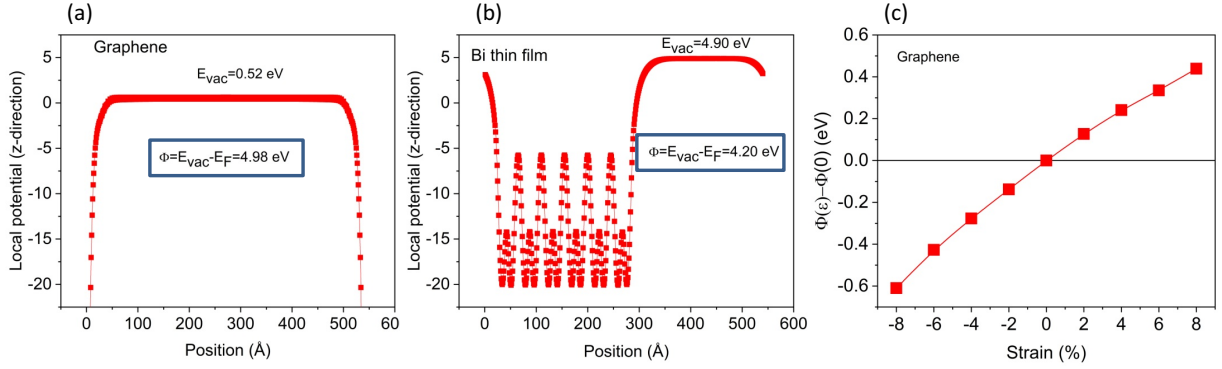 (a)
Graphene
E_vac=0.52 eV
Φ=E_vac-E_F=4.98 eV
Local potential (z-direction)
5
0
-5
-10
-15
-20
0 100 200 300 400 500 60
Position (Å)
(b)
Bi thin film
E_vac=4.90 eV
Φ=E_vac-E_F=4.20 eV
Local potential (z-direction)
5
0
-5
-10
-15
-20
0 100 200 300 400 500 600
Position (Å)
(c)
Graphene
Φ(ε)−Φ(0) (eV)
0.6
0.4
0.2
0.0
-0.2
-0.4
-0.6
-8 -6 -4 -2 0 2 4 6 8
Strain (%)